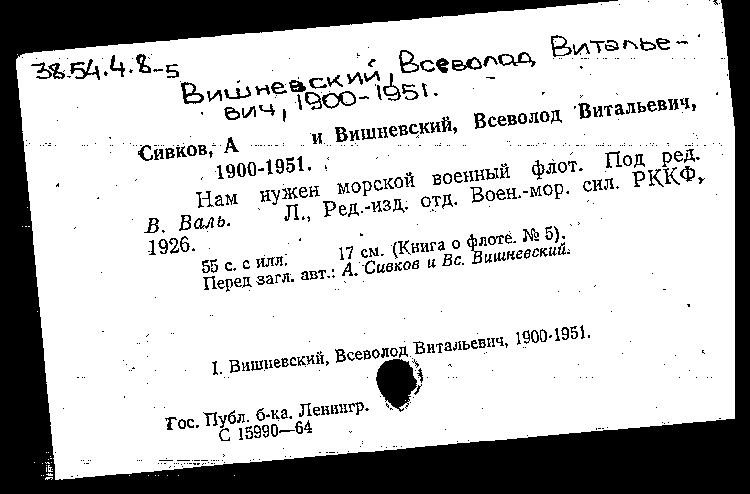 38.54.4.8-5
Вишневский, Всеволод Виталье-
вич, 1900-1951.
Сивков, А и Вишневский, Всеволод Витальевич,
1900-1951.
Нам нужен морской военный флот. Под ред.
В. Валь. Л., Ред.-изд. отд. Воен.-мор. сил. РККФ,
1926.
55 с. с илл. 17 см. (Книга о флоте. № 5).
Перед загл. авт.: А. Сивков и Вс. Вишневский.
I. Вишневский, Всеволод Витальевич, 1900-1951.
Гос. Публ. б-ка. Ленингр.
С 15990—64